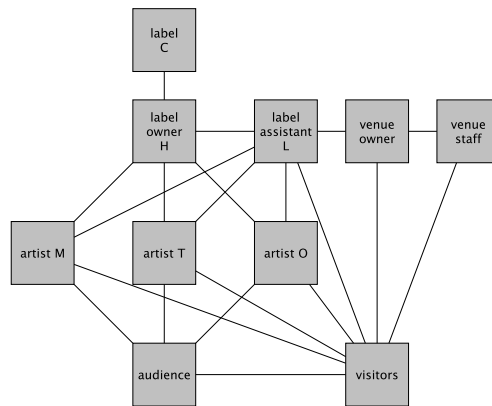 label
C
label
owner
H
label
assistant
L
venue
owner
venue
staff
artist M
artist T
artist O
audience
visitors